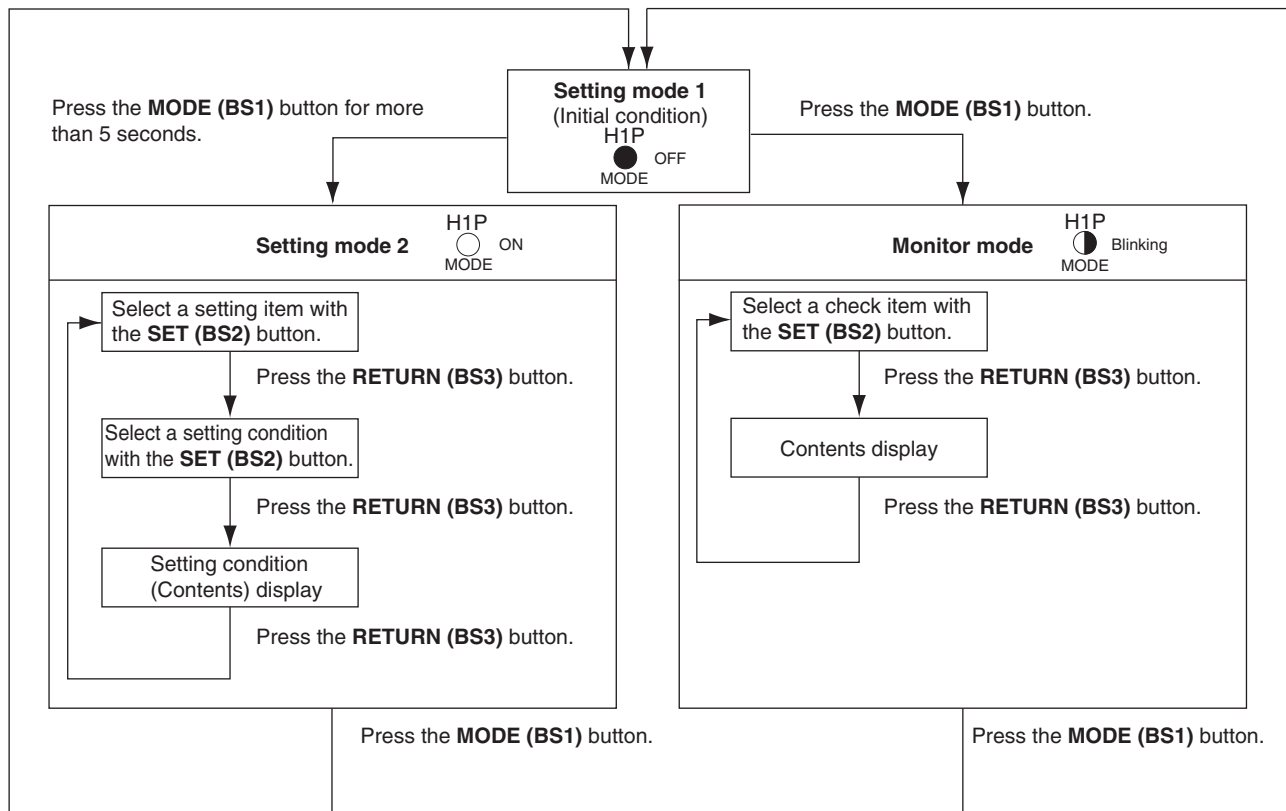 Setting mode 1
(Initial condition)
H1P
OFF
MODE
Press the MODE (BS1) button for more
than 5 seconds.
Press the MODE (BS1) button.
Setting mode 2
H1P
ON
MODE
Select a setting item with
the SET (BS2) button.
Press the RETURN (BS3) button.
Select a setting condition
with the SET (BS2) button.
Press the RETURN (BS3) button.
Setting condition
(Contents) display
Press the RETURN (BS3) button.
Press the MODE (BS1) button.
Monitor mode
H1P
Blinking
MODE
Select a check item with
the SET (BS2) button.
Press the RETURN (BS3) button.
Contents display
Press the RETURN (BS3) button.
Press the MODE (BS1) button.